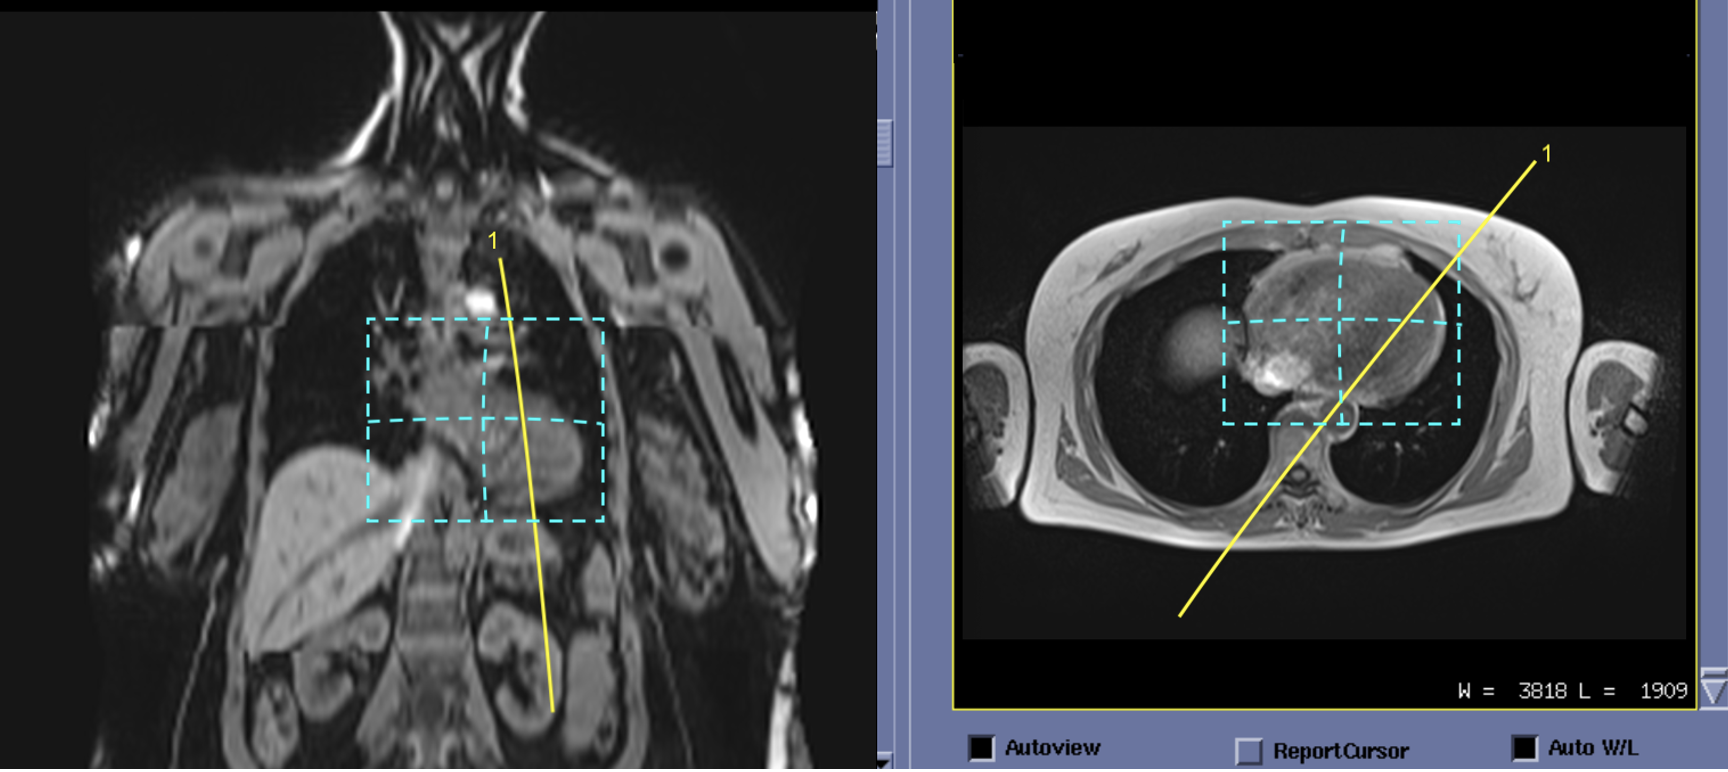 1
1
W = 3818 L = 1909
Autoview
ReportCursor
Auto W/L